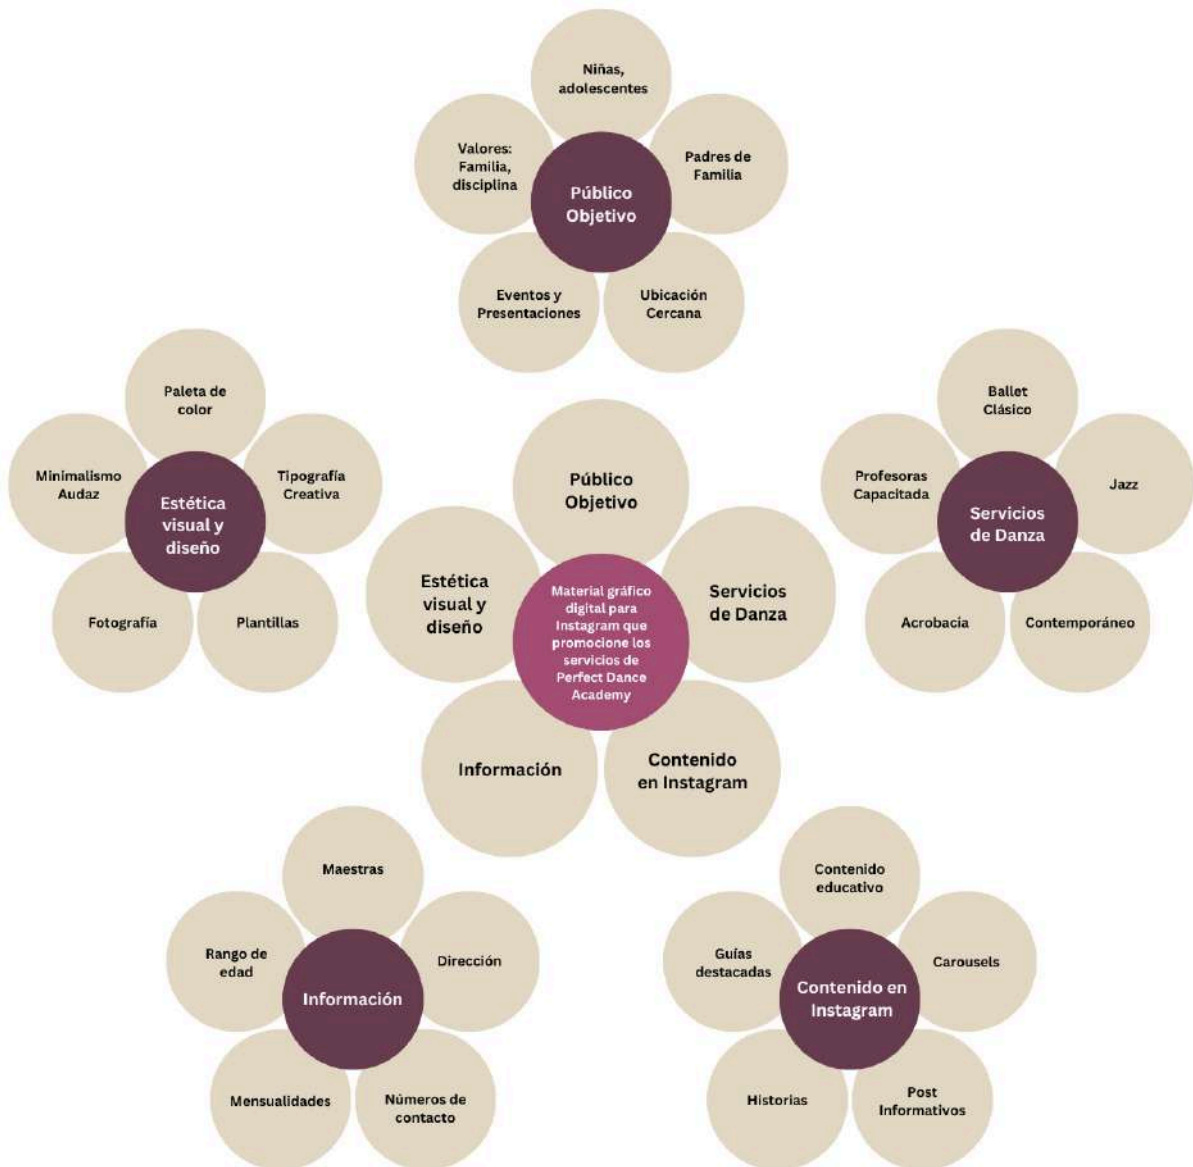 Niñas,
adolescentes
Valores:
Familia,
disciplina
Padres de
Familia
Público
Objetivo
Eventos y
Presentaciones
Ubicación
Cercana
Paleta de
color
Minimalismo
Audaz
Tipografía
Creativa
Estética
visual y
diseño
Fotografía
Plantillas
Ballet
Clásico
Profesoras
Capacitada
Jazz
Servicios
de Danza
Acrobacia
Contemporáneo
Público
Objetivo
Estética
visual y
diseño
Servicios
de Danza
Material gráfico
digital para
Instagram que
promocione los
servicios de
Perfect Dance
Academy
Información
Contenido
en Instagram
Maestras
Rango de
edad
Dirección
Información
Mensualidades
Números de
contacto
Contenido
educativo
Guías
destacadas
Carousels
Contenido en
Instagram
Historias
Post
Informativos